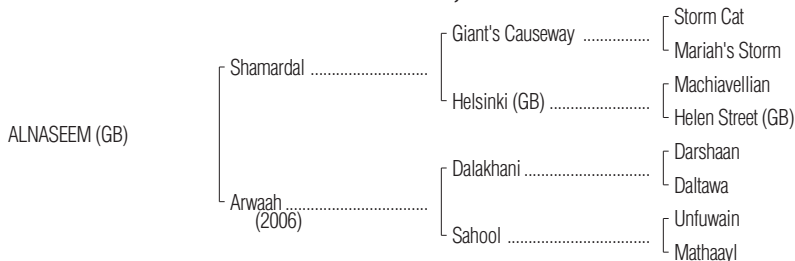 Storm Cat
Giant's Causeway ................
Mariah's Storm
Shamardal ............................
Machiavellian
Helsinki (GB) ......................
Helen Street (GB)
ALNASEEM (GB)
Darshaan
Dalakhani ............................
Daltawa
Arwaah ..................................
(2006)
Unfuwain
Sahool ................................
Mathaayl